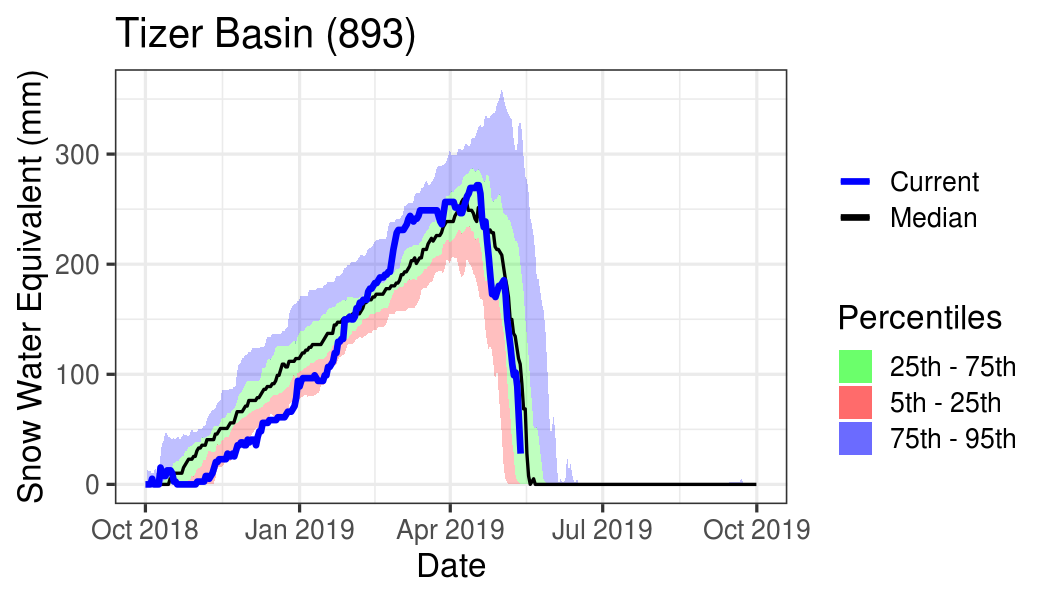 Tizer Basin (893)
Snow Water Equivalent (mm)
300
200
100
0
Oct 2018 Jan 2019 Apr 2019 Jul 2019 Oct 2019
Date
Current
Median
Percentiles
25th - 75th
5th - 25th
75th - 95th